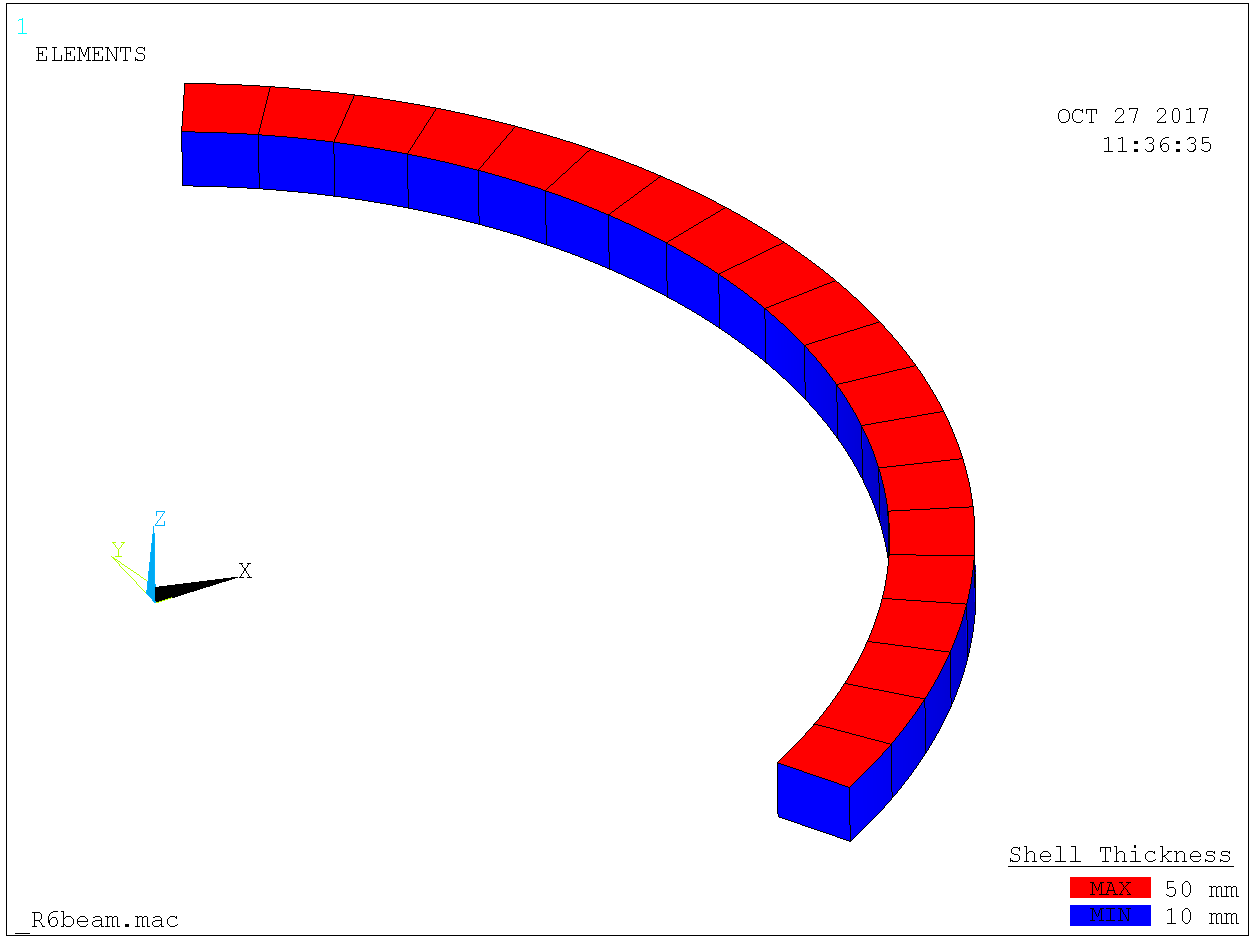 1
ELEMENTS
OCT 27 2017
11:36:35
Z
Y
X
Shell Thickness
MAX 50 mm
MIN 10 mm
_R6beam.mac